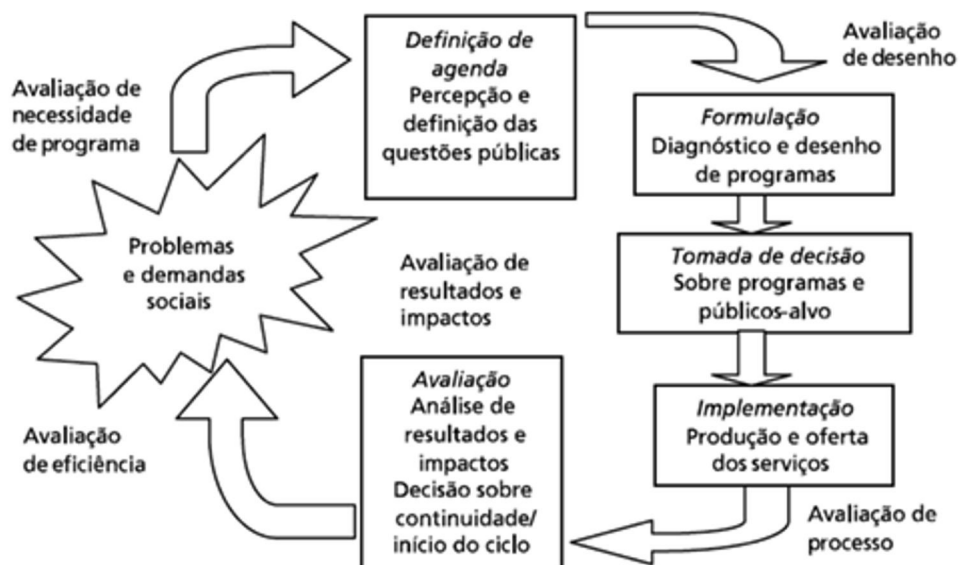 Avaliação de
necessidade
de programa
Definição de
agenda
Percepção e
definição das
questões públicas
Avaliação
de desenho
Formulação
Diagnóstico e desenho
de programas
Tomada de decisão
Sobre programas e
públicos-alvo
Implementação
Produção e oferta
dos serviços
Avaliação de
processo
Avaliação
Análise de
resultados e
impactos
Decisão sobre
continuidade/
início do ciclo
Avaliação de
resultados e
impactos
Avaliação
de eficiência
Problemas
e demandas
sociais